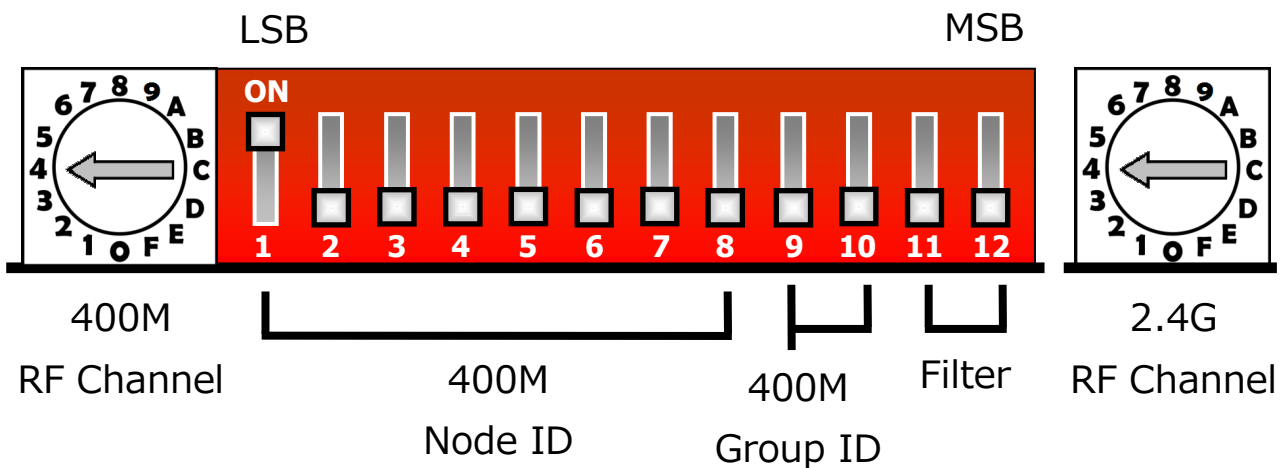 LSB
MSB
ON
0 1 2 3 4 5 6 7 8 9 A B C D E F
1 2 3 4 5 6 7 8 9 10 11 12
0 1 2 3 4 5 6 7 8 9 A B C D E F
400M
RF Channel
400M
Node ID
400M
Group ID
Filter
2.4G
RF Channel